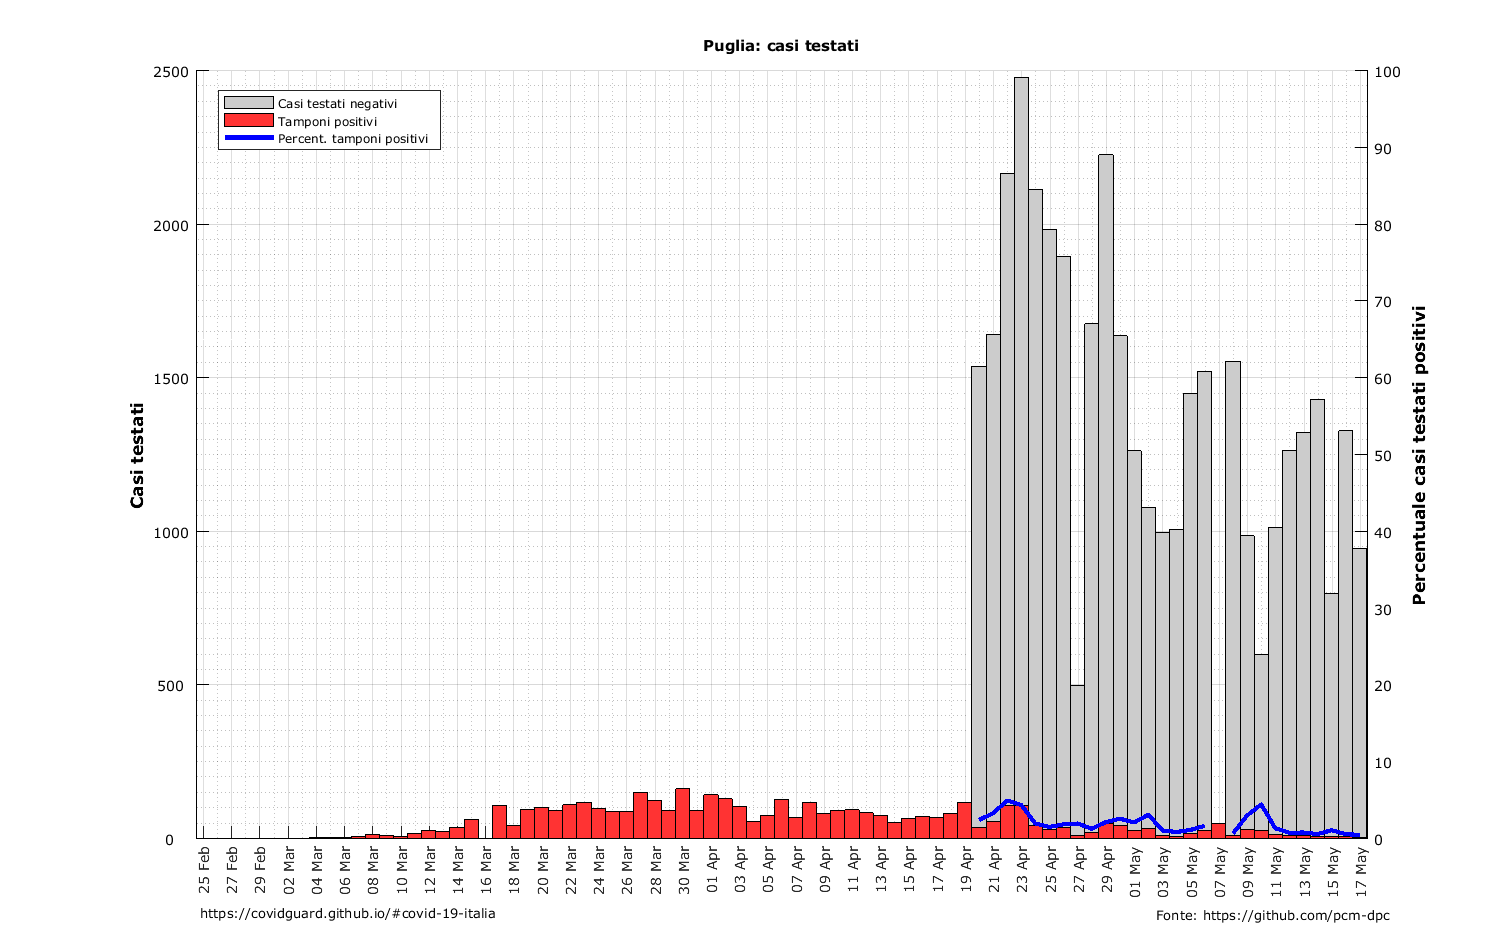 Puglia: casi testati
Casi testati negativi
Tamponi positivi
Percent. tamponi positivi
Casi testati
2500
2000
1500
1000
500
0
100
90
80
70
60
50
40
30
20
10
0
Percentuale casi testati positivi
25 Feb
27 Feb
29 Feb
02 Mar
04 Mar
06 Mar
08 Mar
10 Mar
12 Mar
14 Mar
16 Mar
18 Mar
20 Mar
22 Mar
24 Mar
26 Mar
28 Mar
30 Mar
01 Apr
03 Apr
05 Apr
07 Apr
09 Apr
11 Apr
13 Apr
15 Apr
17 Apr
19 Apr
21 Apr
23 Apr
25 Apr
27 Apr
29 Apr
01 May
03 May
05 May
07 May
09 May
11 May
13 May
15 May
17 May
https://covidguard.github.io/#covid-19-italia
Fonte: https://github.com/pcm-dpc